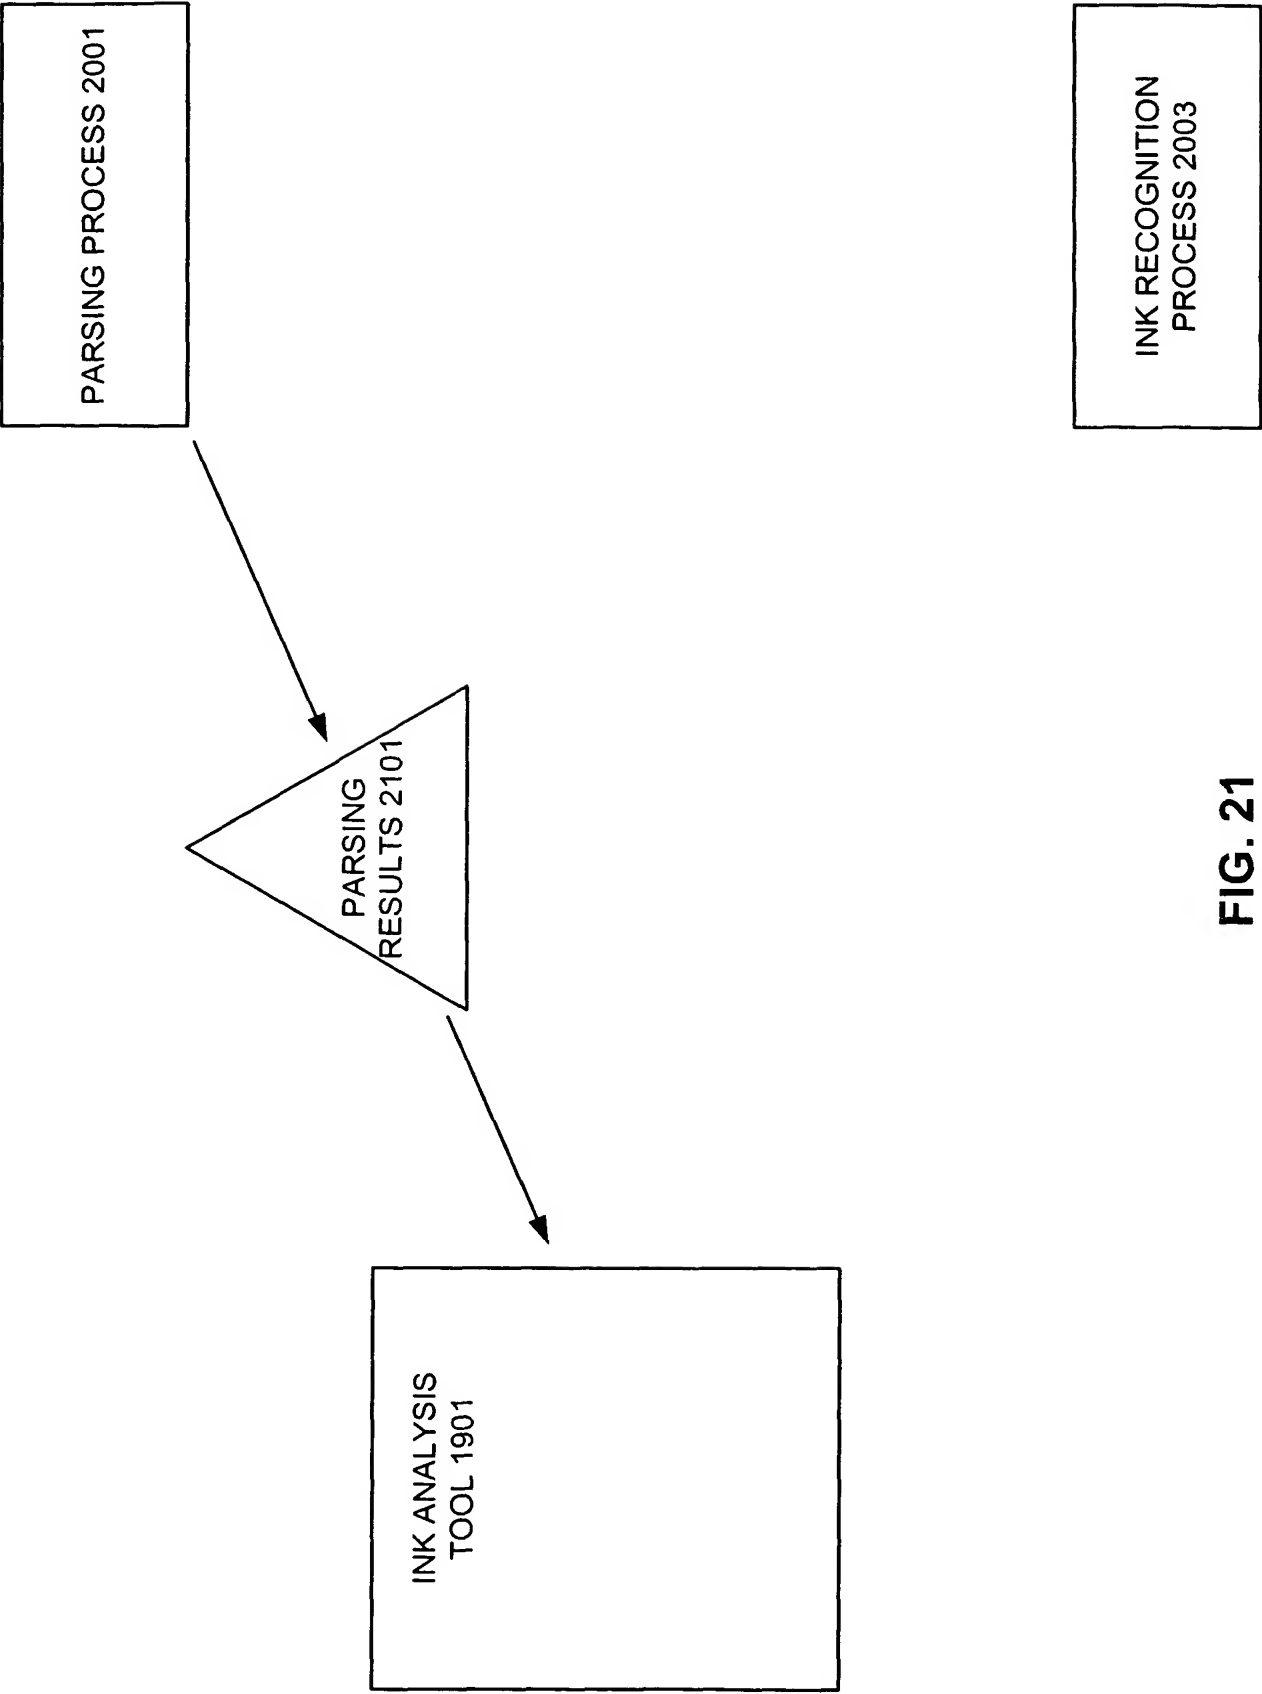 PARSING PROCESS 2001
PARSING
RESULTS 2101
INK ANALYSIS
TOOL 1901
INK RECOGNITION
PROCESS 2003
FIG. 21